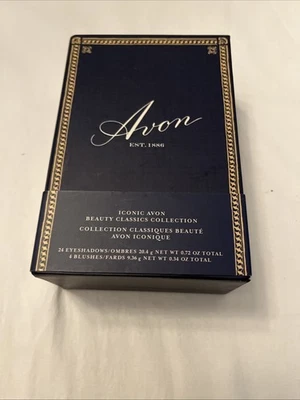 Avon
EST. 1886
ICONIC AVON
BEAUTY CLASSICS COLLECTION
COLLECTION CLASSIQUES BEAUTÉ
AVON ICONIQUE
24 EYESHADOWS/OMBRES 20.4 g NET WT 0.72 OZ TOTAL
4 BLUSHES/FARDS 9.36 g NET WT 0.34 OZ TOTAL